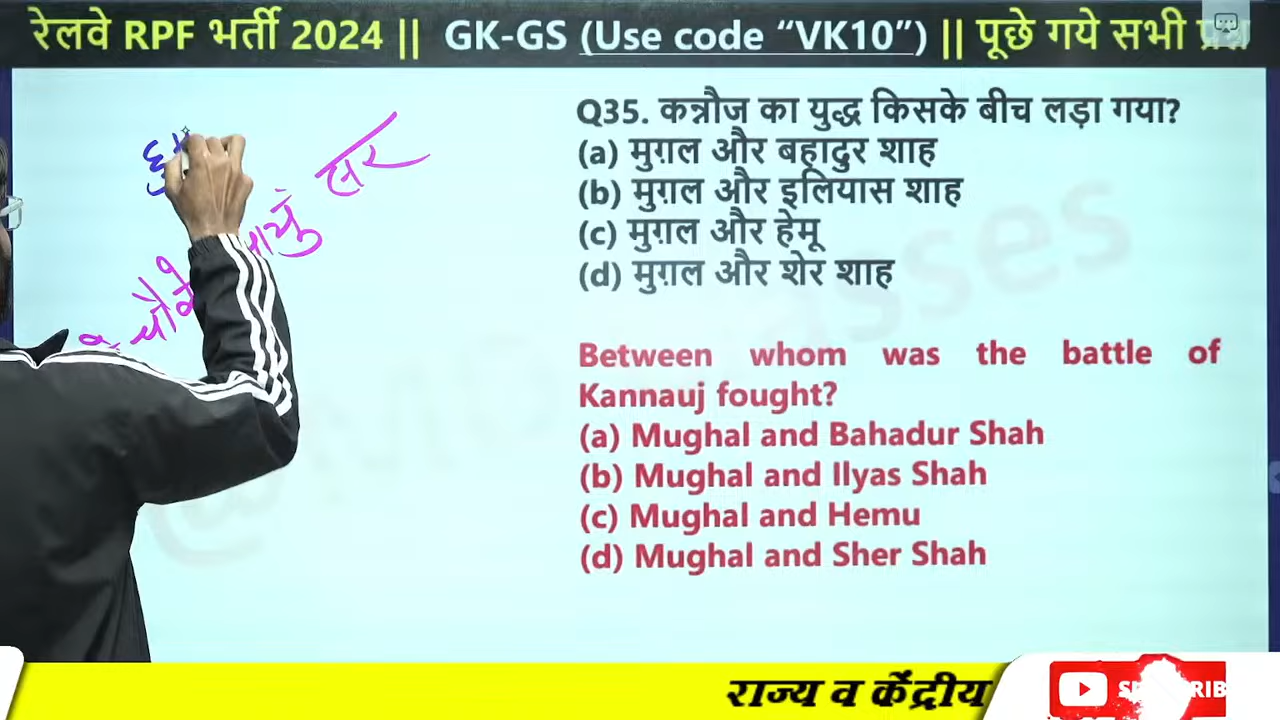 रेलवे RPF भर्ती 2024 || GK-GS (Use code “VK10”) || पूछे गये सभी
Q35. कन्नौज का युद्ध किसके बीच लड़ा गया?
(a) मुग़ल और बहादुर शाह
(b) मुग़ल और इलियास शाह
(c) मुग़ल और हेमू
(d) मुग़ल और शेर शाह
Between whom was the battle of
Kannauj fought?
(a) Mughal and Bahadur Shah
(b) Mughal and Ilyas Shah
(c) Mughal and Hemu
(d) Mughal and Sher Shah
राज्य व केंद्रीय